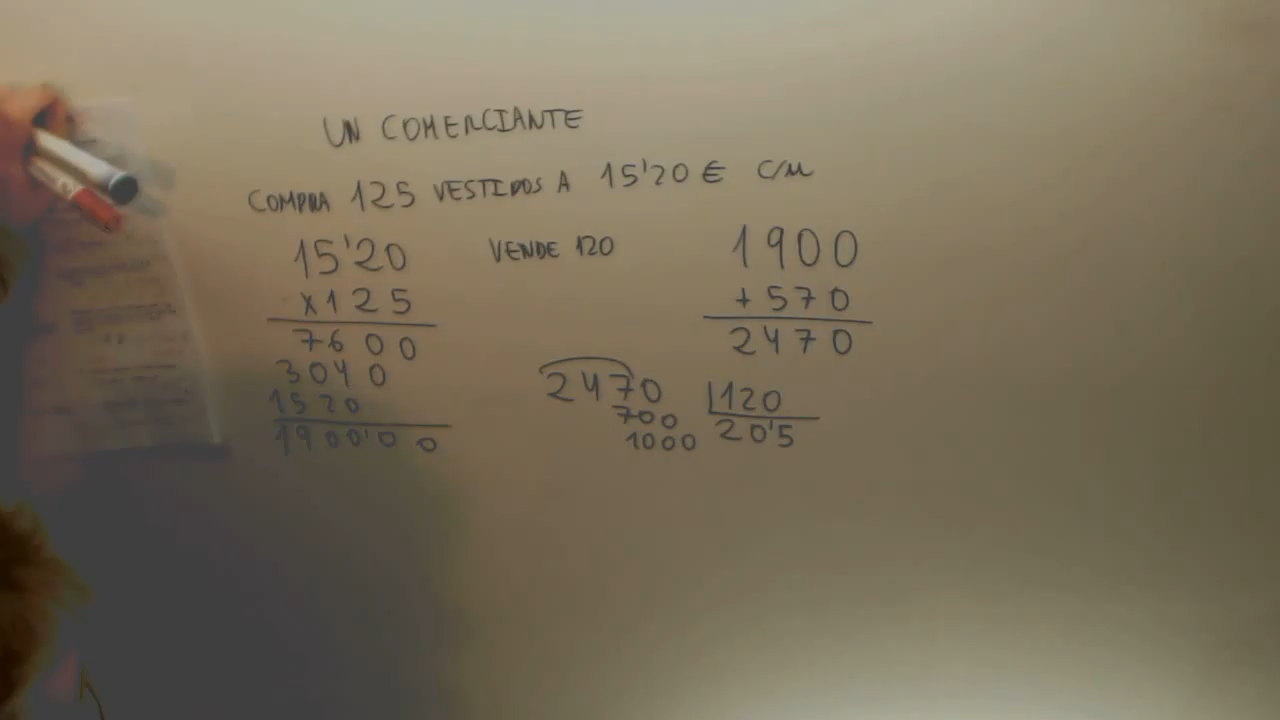 UN COMERCIANTE
COMPRA 125 VESTIDOS A 15'20 € C/U
15'20
x125
7600
3040
1520
1900'00
VENDE 120
1900
+570
2470
2470 120
700 20'5
1000